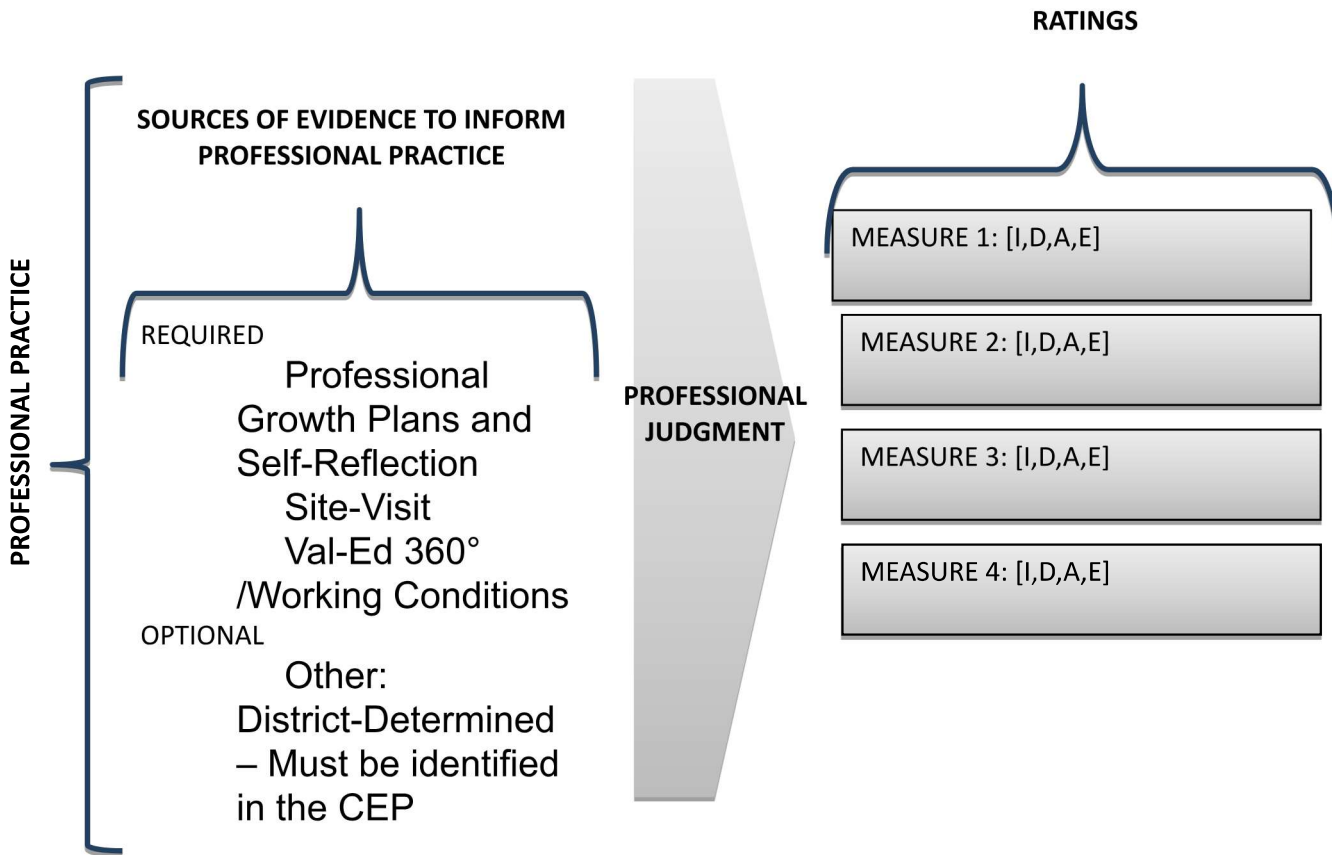 RATINGS
PROFESSIONAL PRACTICE
SOURCES OF EVIDENCE TO INFORM
PROFESSIONAL PRACTICE
REQUIRED
Professional
Growth Plans and
Self-Reflection
Site-Visit
Val-Ed 360°
/Working Conditions
OPTIONAL
Other:
District-Determined
– Must be identified
in the CEP
PROFESSIONAL
JUDGMENT
MEASURE 1: [I,D,A,E]
MEASURE 2: [I,D,A,E]
MEASURE 3: [I,D,A,E]
MEASURE 4: [I,D,A,E]